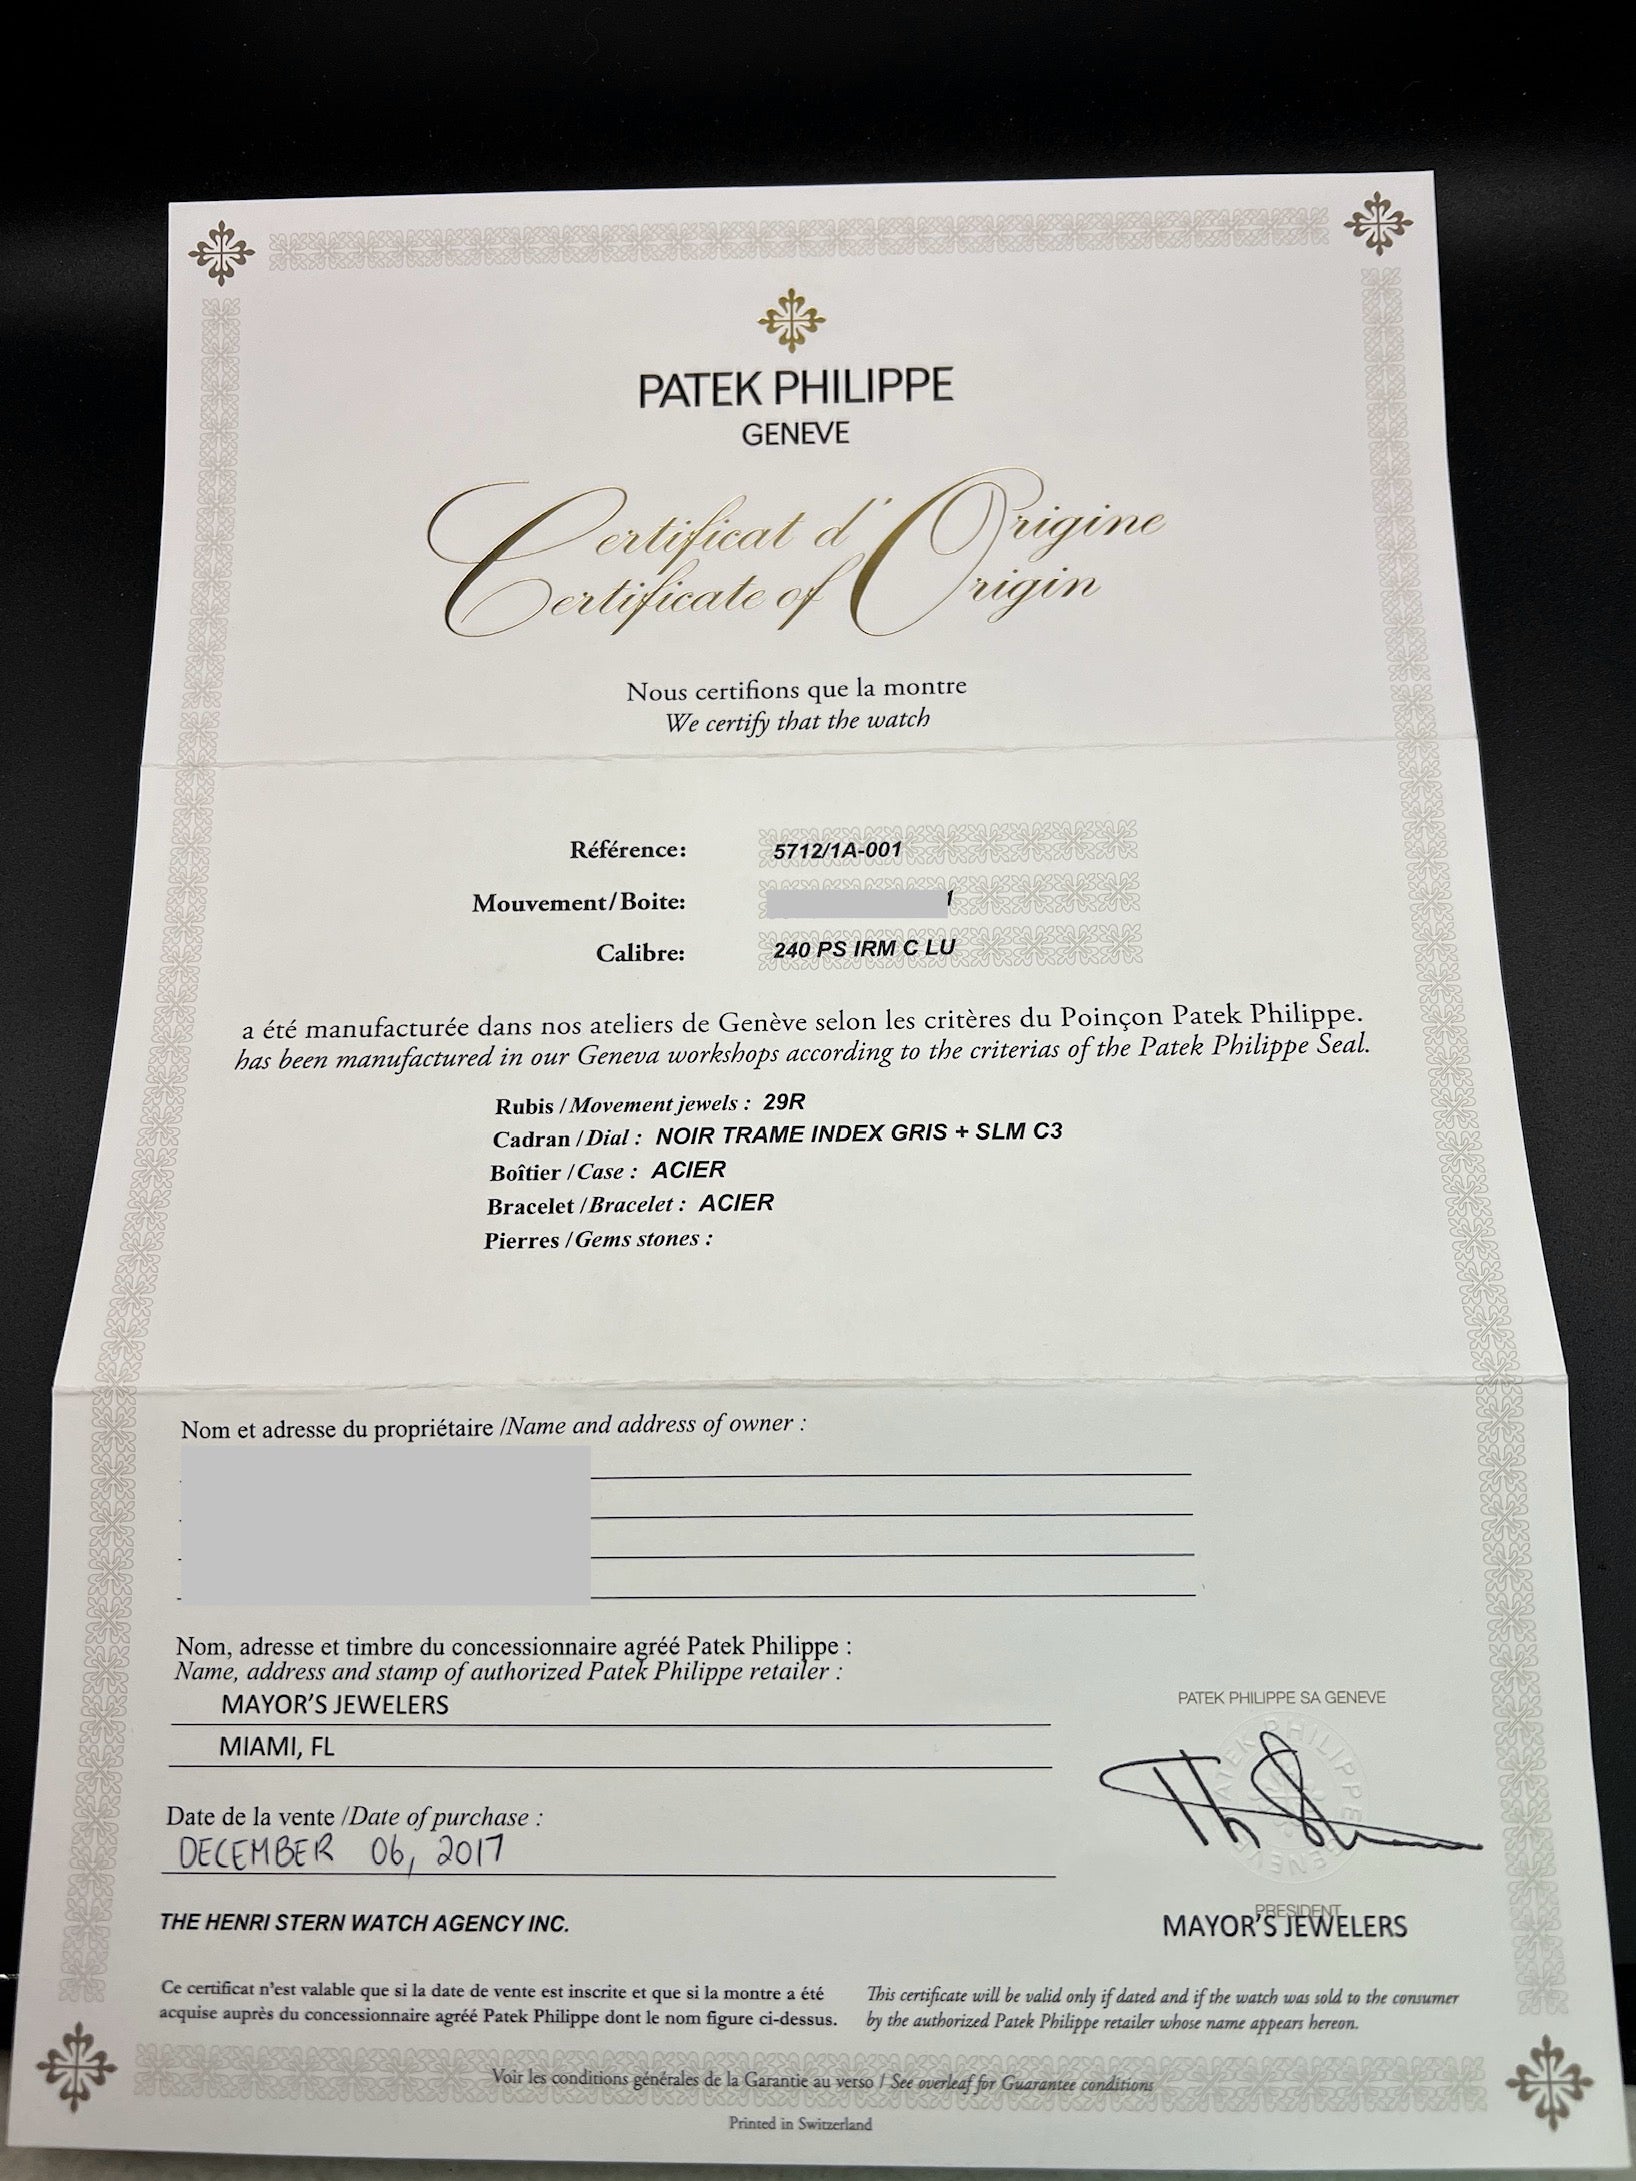 PATEK PHILIPPE
GENEVE
Certificat d'Origine
Certificate of Origin
Nous certifions que la montre
We certify that the watch
Référence: 5712/1A-001
Mouvement/Boite: 1
Calibre: 240 PS IRM C LU
a été manufacturée dans nos ateliers de Genève selon les critères du Poinçon Patek Philippe.
has been manufactured in our Geneva workshops according to the criterias of the Patek Philippe Seal.
Rubis / Movement jewels : 29R
Cadran / Dial : NOIR TRAME INDEX GRIS + SLM C3
Boîtier / Case : ACIER
Bracelet / Bracelet : ACIER
Pierres / Gems stones :
Nom et adresse du propriétaire / Name and address of owner :
Nom, adresse et timbre du concessionnaire agréé Patek Philippe :
Name, address and stamp of authorized Patek Philippe retailer :
MAYOR'S JEWELERS
MIAMI, FL
PATEK PHILIPPE SA GENEVE
Date de la vente / Date of purchase :
DECEMBER 06, 2017
PRESIDENT
THE HENRI STERN WATCH AGENCY INC.
MAYOR'S JEWELERS
Ce certificat n'est valable que si la date de vente est inscrite et que si la montre a été
acquise auprès du concessionnaire agréé Patek Philippe dont le nom figure ci-dessus.
This certificate will be valid only if dated and if the watch was sold to the consumer
by the authorized Patek Philippe retailer whose name appears hereon.
Voir les conditions générales de la Garantie au verso / See overleaf for Guarantee conditions
Printed in Switzerland